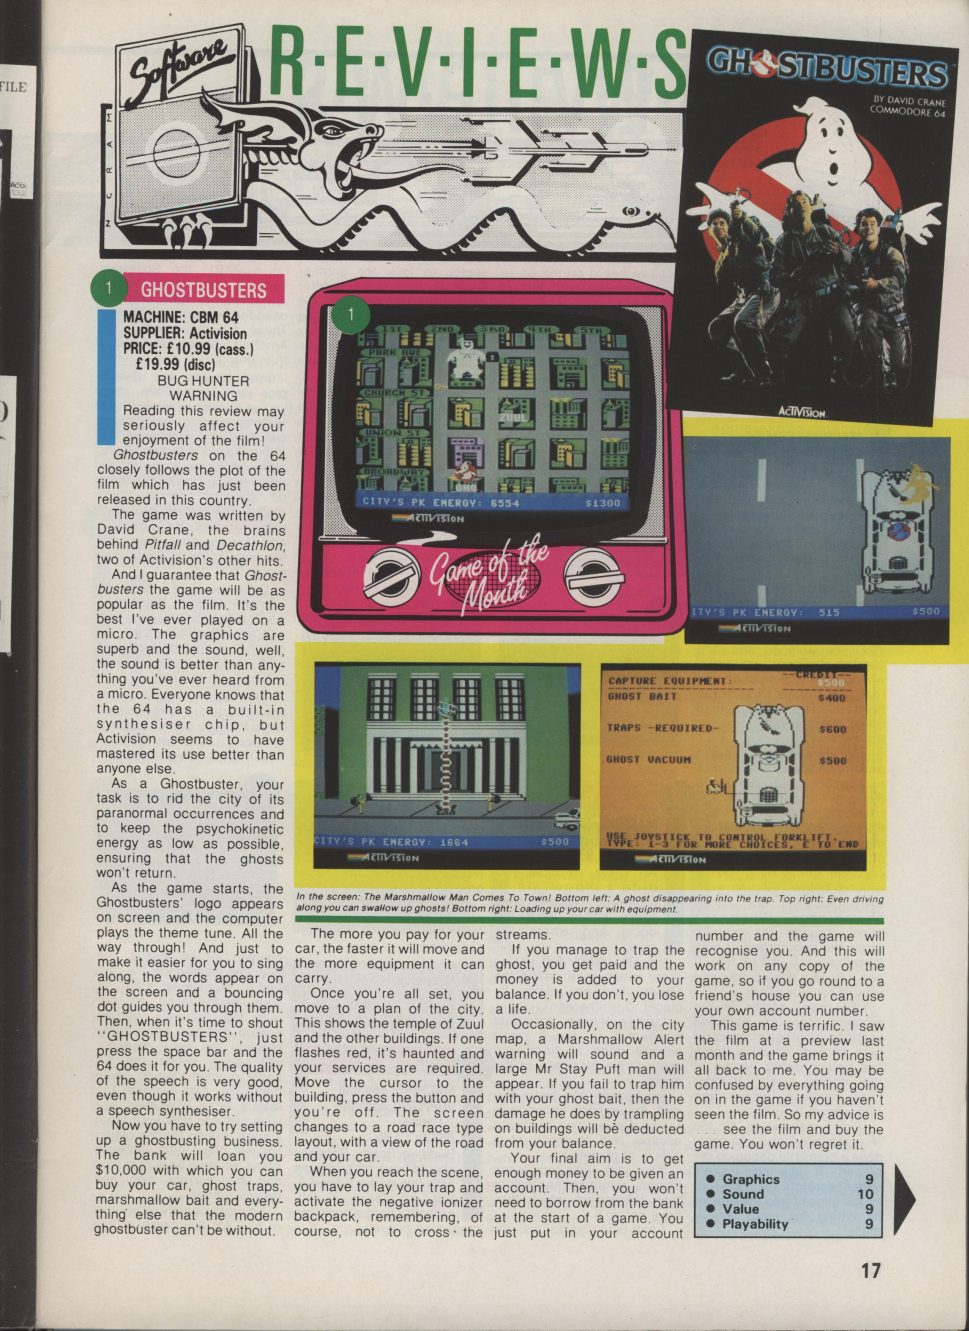 FILE
RCO:
Software
R·E·V·I·E·W·S
M
A
R
C
N
GHOSTBUSTERS
BY DAVID CRANE
COMMODORE 64
ACTIVISION
1
GHOSTBUSTERS
MACHINE: CBM 64
SUPPLIER: Activision
PRICE: £10.99 (cass.)
£19.99 (disc)
BUG HUNTER
WARNING
Reading this review may
seriously affect your
enjoyment of the film!
Ghostbusters on the 64
closely follows the plot of the
film which has just been
released in this country.
The game was written by
David Crane, the brains
behind Pitfall and Decathlon,
two of Activision's other hits.
And I guarantee that Ghost-
busters the game will be as
popular as the film. It's the
best I've ever played on a
micro. The graphics are
superb and the sound, well,
the sound is better than any-
thing you've ever heard from
a micro. Everyone knows that
the 64 has a built-in
synthesiser chip, but
Activision seems to have
mastered its use better than
anyone else.
As a Ghostbuster, your
task is to rid the city of its
paranormal occurrences and
to keep the psychokinetic
energy as low as possible,
ensuring that the ghosts
won't return.
As the game starts, the
Ghostbusters' logo appears
on screen and the computer
plays the theme tune. All the
way through! And just to
make it easier for you to sing
along, the words appear on
the screen and a bouncing
dot guides you through them.
Then, when it's time to shout
''GHOSTBUSTERS'', just
press the space bar and the
64 does it for you. The quality
of the speech is very good,
even though it works without
a speech synthesiser.
Now you have to try setting
up a ghostbusting business.
The bank will loan you
$10,000 with which you can
buy your car, ghost traps,
marshmallow bait and every-
thing else that the modern
ghostbuster can't be without.
1
1ST 2ND 3RD 4TH 5TH
PARK AVE
CHURCH ST
ZUUL
UNION ST
BROADWAY
GHQ
CITY'S PK ENERGY: 6554 $1300
ACTIVISION
Game of the
Month
ITY'S PK ENERGY: 515 $500
ACTIVISION
CITY'S PK ENERGY: 1664 $500
ACTIVISION
CAPTURE EQUIPMENT: --CREDIT--
$500
GHOST BAIT $400
TRAPS -REQUIRED- $600
GHOST VACUUM $500
USE JOYSTICK TO CONTROL FORKLIFT.
TYPE: 1-3 FOR MORE CHOICES, E TO END
ACTIVISION
In the screen: The Marshmallow Man Comes To Town! Bottom left: A ghost disappearing into the trap. Top right: Even driving
along you can swallow up ghosts! Bottom right: Loading up your car with equipment.
The more you pay for your
car, the faster it will move and
the more equipment it can
carry.
Once you're all set, you
move to a plan of the city.
This shows the temple of Zuul
and the other buildings. If one
flashes red, it's haunted and
your services are required.
Move the cursor to the
building, press the button and
you're off. The screen
changes to a road race type
layout, with a view of the road
and your car.
When you reach the scene,
you have to lay your trap and
activate the negative ionizer
backpack, remembering, of
course, not to cross the
streams.
If you manage to trap the
ghost, you get paid and the
money is added to your
balance. If you don't, you lose
a life.
Occasionally, on the city
map, a Marshmallow Alert
warning will sound and a
large Mr Stay Puft man will
appear. If you fail to trap him
with your ghost bait, then the
damage he does by trampling
on buildings will be deducted
from your balance.
Your final aim is to get
enough money to be given an
account. Then, you won't
need to borrow from the bank
at the start of a game. You
just put in your account
number and the game will
recognise you. And this will
work on any copy of the
game, so if you go round to a
friend's house you can use
your own account number.
This game is terrific. I saw
the film at a preview last
month and the game brings it
all back to me. You may be
confused by everything going
on in the game if you haven't
seen the film. So my advice is
. . . see the film and buy the
game. You won't regret it.
● Graphics 9
● Sound 10
● Value 9
● Playability 9
17